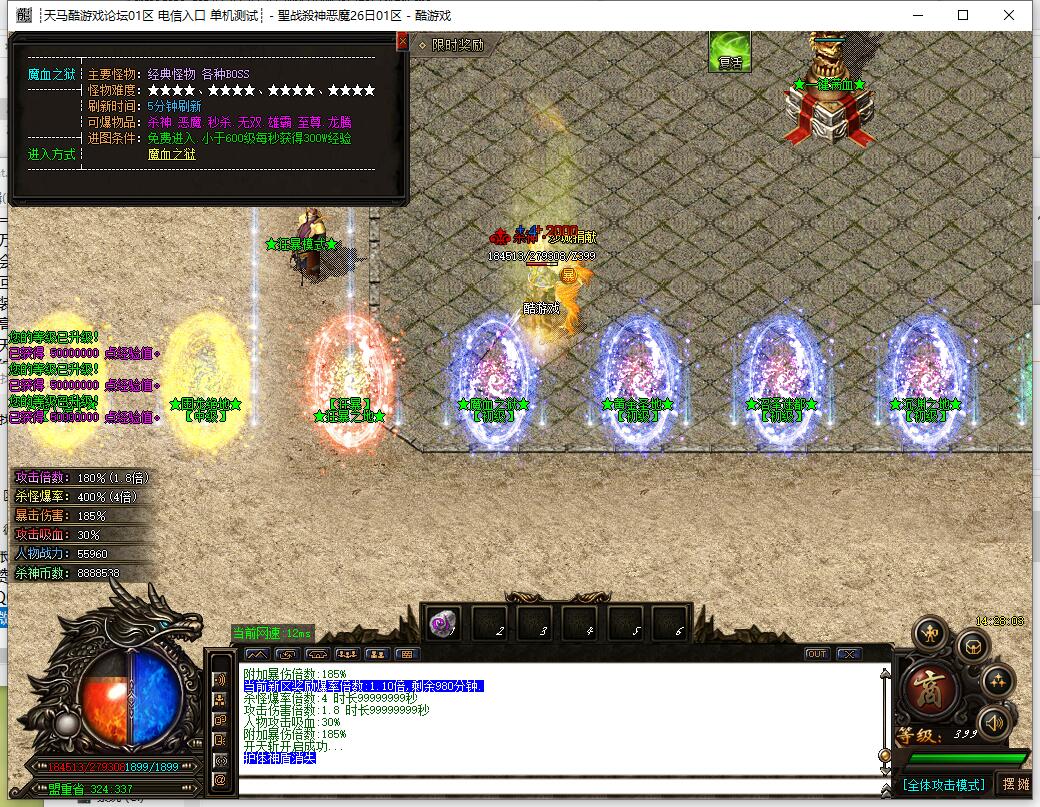 [天马酷游戏论坛01区 电信入口 单机测试] - 聖战殺神恶魔26日01区 - 酷游戏
限时奖励
魔血之狱 主要怪物: 经典怪物 各种BOSS
怪物难度: ★★★★、★★★★、★★★★、★★★★
刷新时间: 5分钟刷新
可爆物品: 杀神.恶魔.秒杀.无双.雄霸.至尊.龙腾
进图条件: 免费进入.小于600级每秒获得300W经验
进入方式 魔血之狱
复活
★一键满血★
★狂暴模式★
184513/279308/Z399
暴
酷游戏
您的等级已升级!
已获得 50000000 点经验值。
您的等级已升级!
已获得 50000000 点经验值。
您的等级已升级!
已获得 50000000 点经验值。
【初级】
【狂暴】
★狂暴之地★
★魔血之狱★
【初级】
★黄金圣地★
【初级】
【初级】
【初级】
攻击倍数: 180%(1.8倍)
杀怪爆率: 400%(4倍)
暴击伤害: 185%
攻击吸血: 30%
人物战力: 55960
杀神币数: 8888538
当前网速:12ms
1 2 3 4 5 6
14:28:03
OUT
附加暴伤倍数:185%
当前新区奖励爆率倍数:1.10倍,剩余980分钟.
杀怪爆率倍数:4 时长99999999秒
攻击伤害倍数:1.8 时长99999999秒
人物攻击吸血:30%
附加暴伤倍数:185%
开天斩开启成功...
护体神盾消失
商
等级: 399
184513/279308 1899/1899
盟重省 324:337
[全体攻击模式]
摆摊